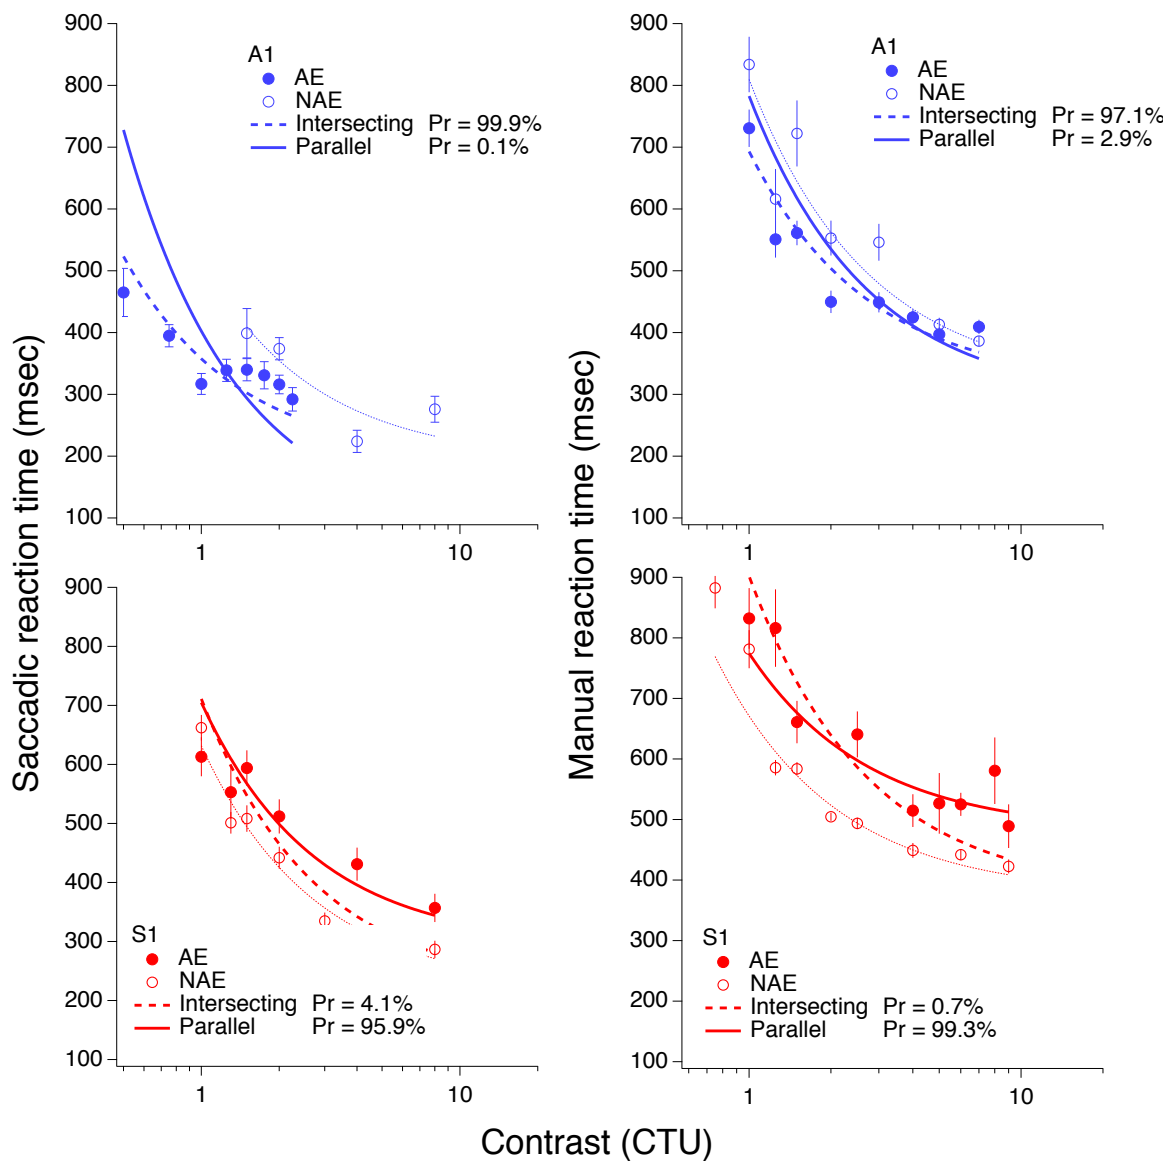 Saccadic reaction time (msec)
Manual reaction time (msec)
900
800
700
600
500
400
300
200
100
1
10
A1
AE
NAE
Intersecting Pr = 99.9%
Parallel Pr = 0.1%
900
800
700
600
500
400
300
200
100
1
10
A1
AE
NAE
Intersecting Pr = 97.1%
Parallel Pr = 2.9%
900
800
700
600
500
400
300
200
100
1
10
S1
AE
NAE
Intersecting Pr = 4.1%
Parallel Pr = 95.9%
900
800
700
600
500
400
300
200
100
1
10
S1
AE
NAE
Intersecting Pr = 0.7%
Parallel Pr = 99.3%
Contrast (CTU)